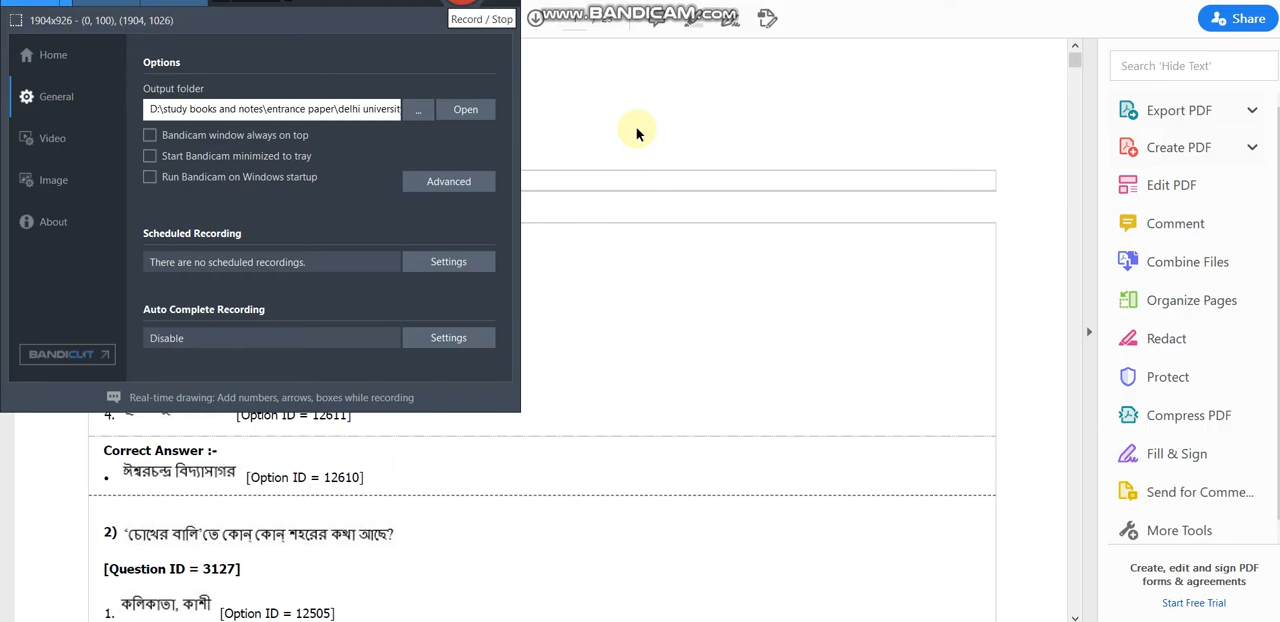 1904x926 - (0, 100), (1904, 1026)
Record / Stop
www.BANDICAM.com
Share
Home
General
Video
Image
About
BANDICUT
Options
Output folder
D:\study books and notes\entrance paper\delhi universit
...
Open
Bandicam window always on top
Start Bandicam minimized to tray
Run Bandicam on Windows startup
Advanced
Scheduled Recording
There are no scheduled recordings.
Settings
Auto Complete Recording
Disable
Settings
Real-time drawing: Add numbers, arrows, boxes while recording
4. [Option ID = 12611]
Correct Answer :-
• ঈশ্বরচন্দ্র বিদ্যাসাগর [Option ID = 12610]
2) ‘চোখের বালি’তে কোন্ কোন্ শহরের কথা আছে?
[Question ID = 3127]
1. কলিকাতা, কাশী [Option ID = 12505]
Search 'Hide Text'
Export PDF
Create PDF
Edit PDF
Comment
Combine Files
Organize Pages
Redact
Protect
Compress PDF
Fill & Sign
Send for Comme...
More Tools
Create, edit and sign PDF
forms & agreements
Start Free Trial